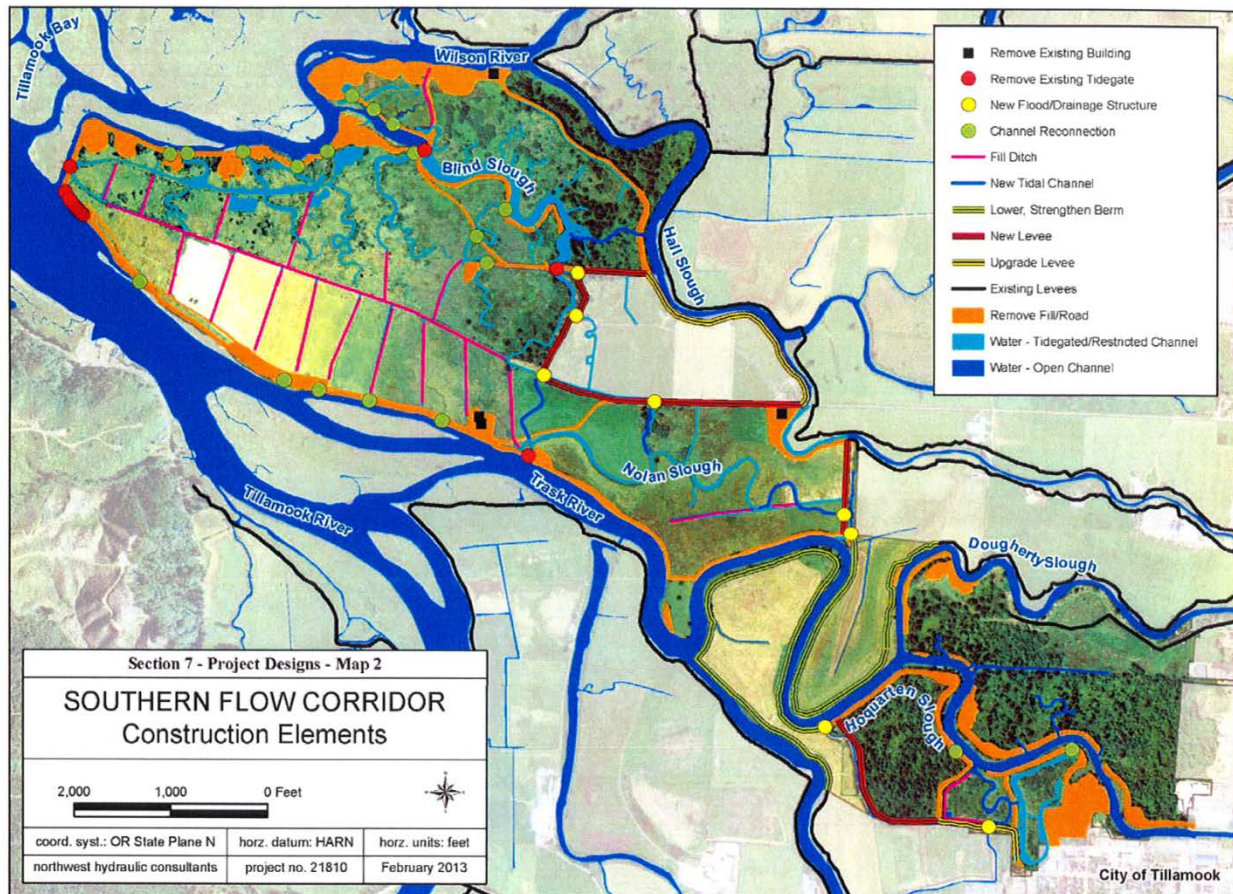 Tillamook Bay
Wilson River
Blind Slough
Hall Slough
Nolan Slough
Trask River
Tillamook River
Dougherty Slough
Hoquarten Slough
City of Tillamook
Remove Existing Building
Remove Existing Tidegate
New Flood/Drainage Structure
Channel Reconnection
Fill Ditch
New Tidal Channel
Lower, Strengthen Berm
New Levee
Upgrade Levee
Existing Levees
Remove Fill/Road
Water - Tidegated/Restricted Channel
Water - Open Channel
Section 7 - Project Designs - Map 2
SOUTHERN FLOW CORRIDOR
Construction Elements
2,000 1,000 0 Feet
coord. syst.: OR State Plane N horz. datum: HARN horz. units: feet
northwest hydraulic consultants project no. 21810 February 2013